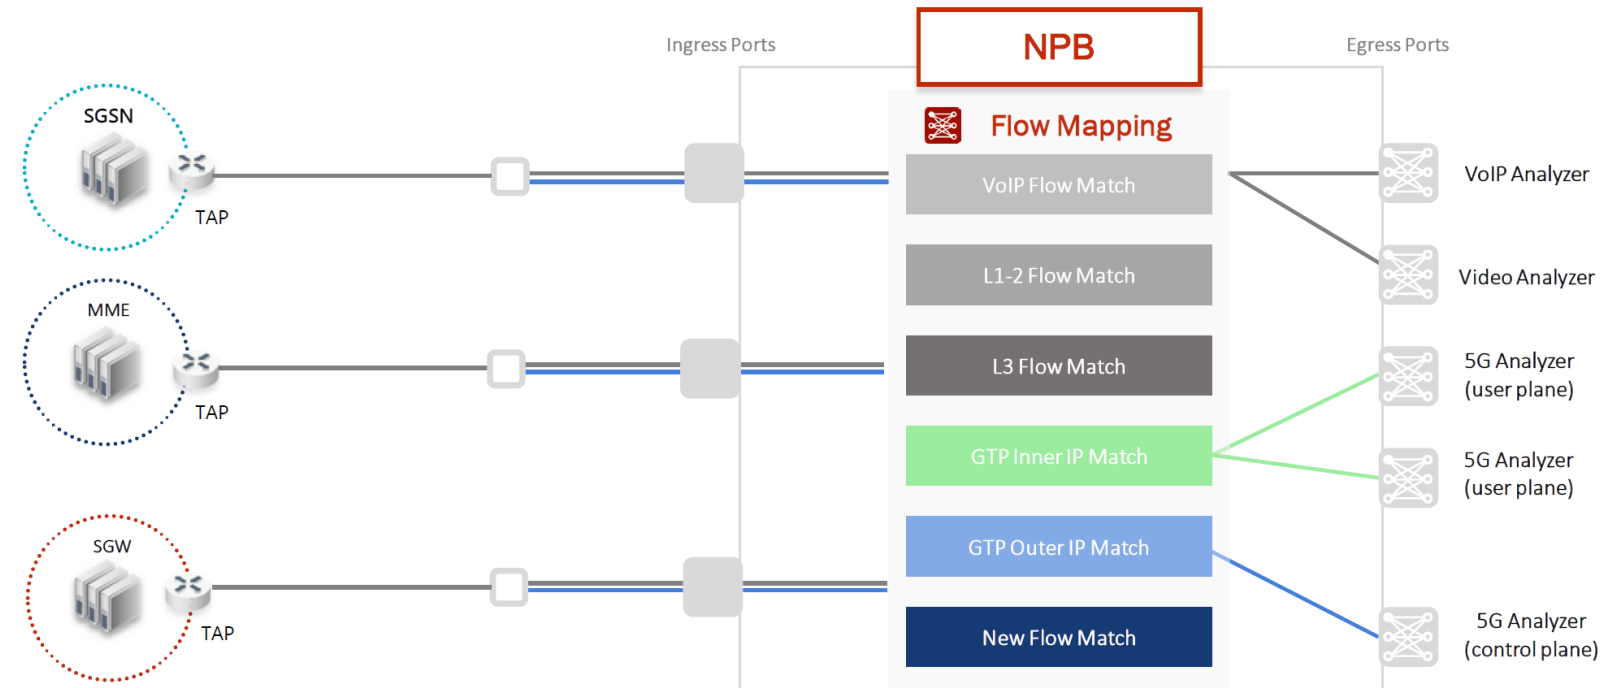 Ingress Ports
NPB
Egress Ports
SGSN
Flow Mapping
VoIP Flow Match
VoIP Analyzer
TAP
L1-2 Flow Match
Video Analyzer
MME
L3 Flow Match
5G Analyzer
(user plane)
TAP
GTP Inner IP Match
5G Analyzer
(user plane)
SGW
GTP Outer IP Match
TAP
New Flow Match
5G Analyzer
(control plane)